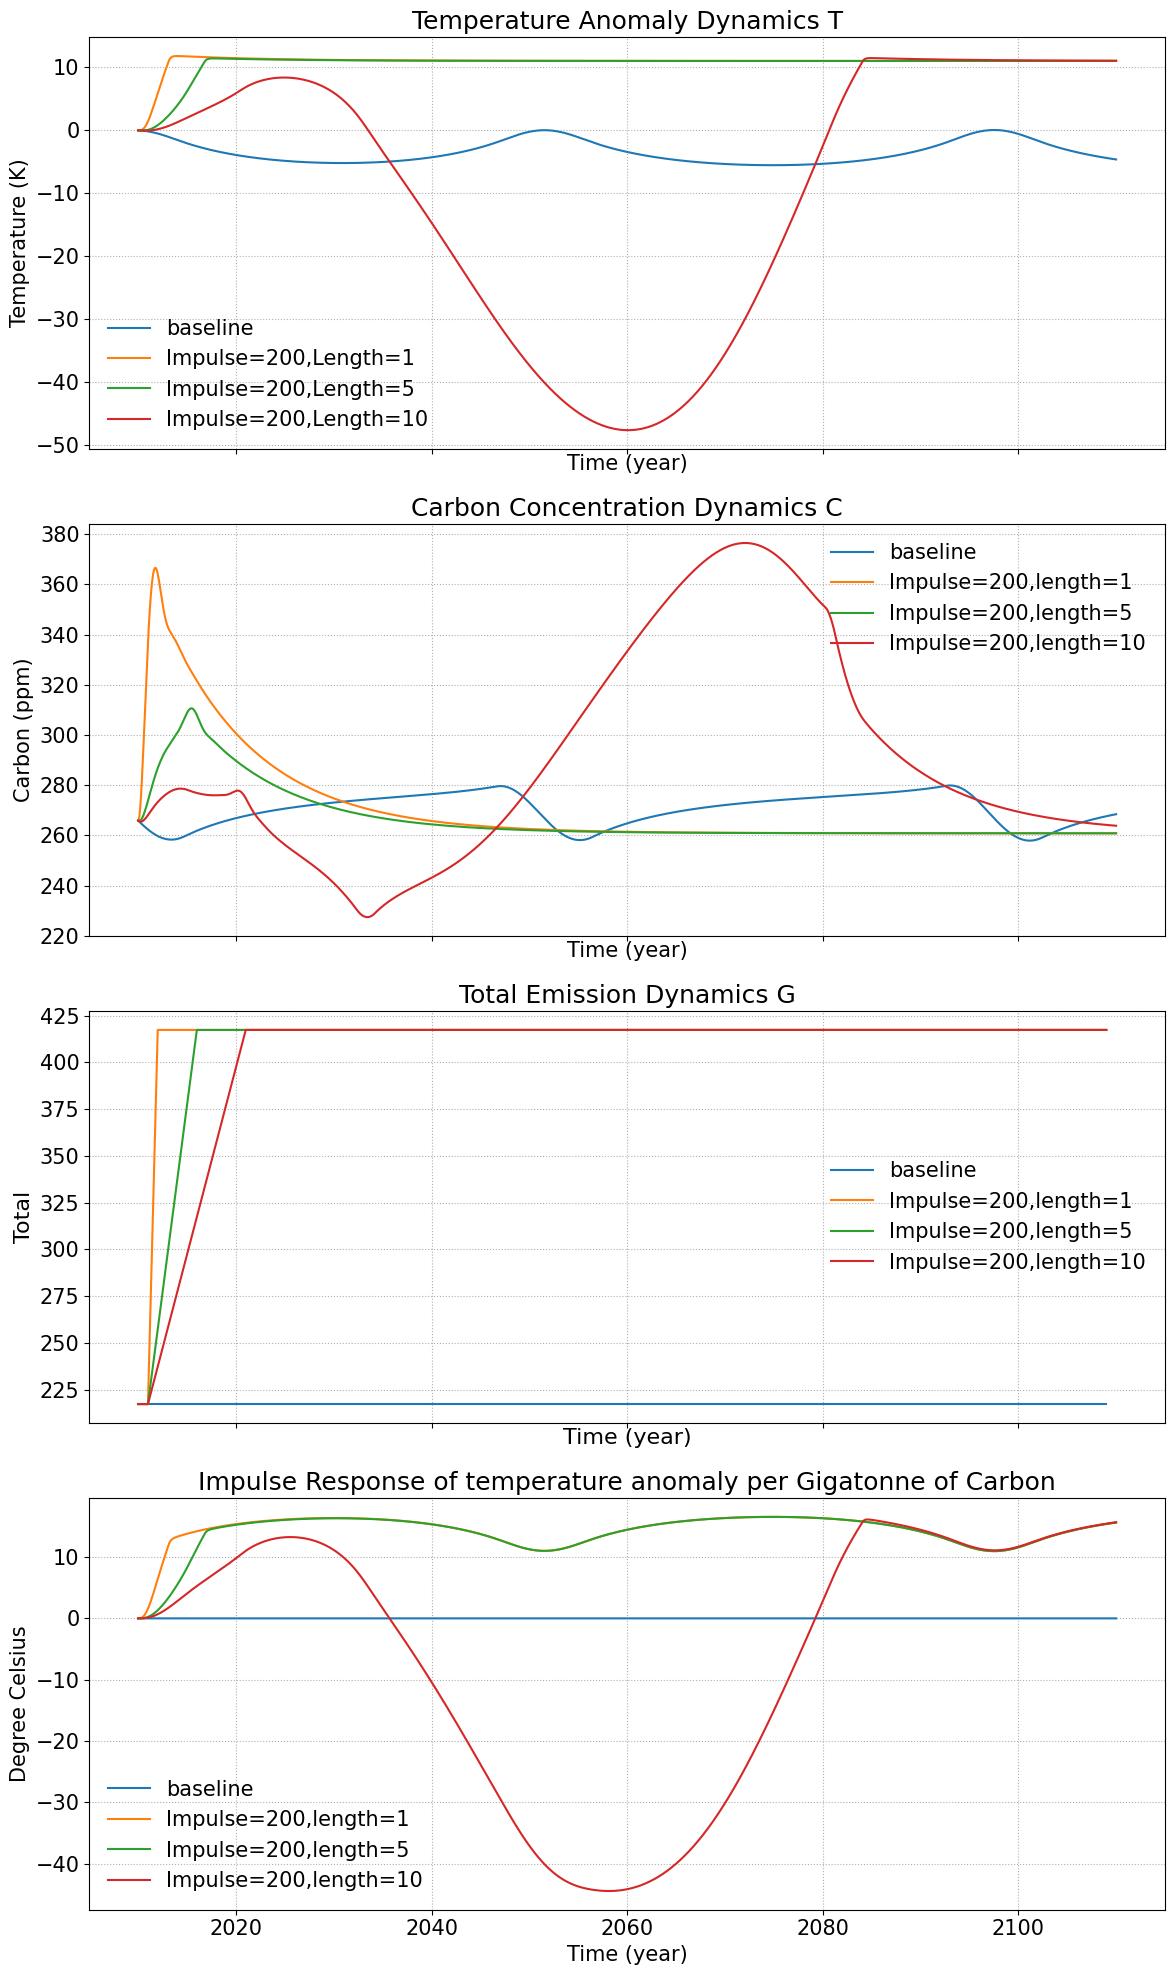 Temperature Anomaly Dynamics T
10
0
−10
−20
−30
−40
−50
Temperature (K)
baseline
Impulse=200,Length=1
Impulse=200,Length=5
Impulse=200,Length=10
Time (year)
Carbon Concentration Dynamics C
380
360
340
320
300
280
260
240
220
Carbon (ppm)
baseline
Impulse=200,length=1
Impulse=200,length=5
Impulse=200,length=10
Time (year)
Total Emission Dynamics G
425
400
375
350
325
300
275
250
225
Total
baseline
Impulse=200,length=1
Impulse=200,length=5
Impulse=200,length=10
Time (year)
Impulse Response of temperature anomaly per Gigatonne of Carbon
10
0
−10
−20
−30
−40
Degree Celsius
baseline
Impulse=200,length=1
Impulse=200,length=5
Impulse=200,length=10
2020 2040 2060 2080 2100
Time (year)